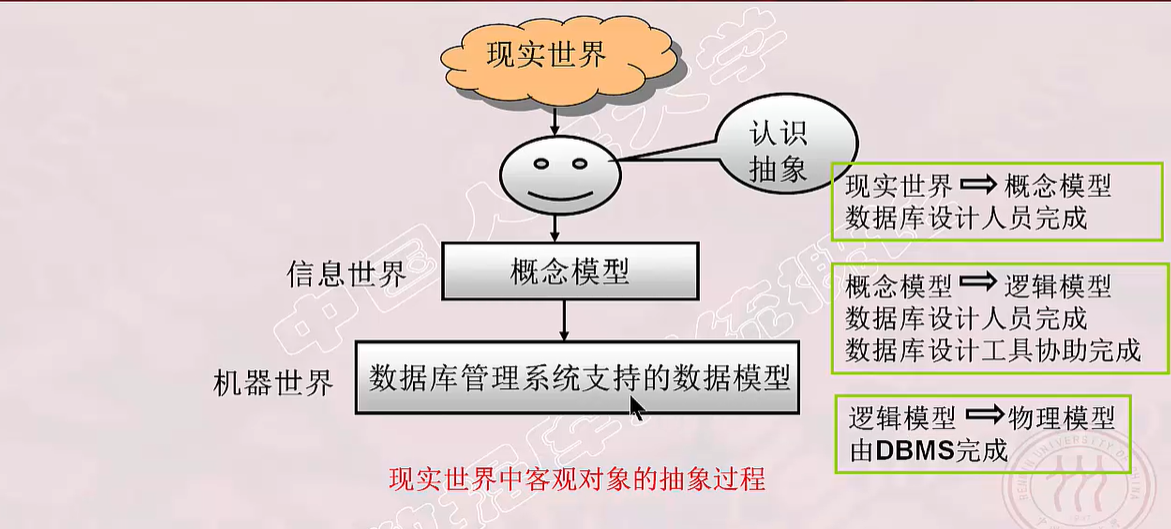 现实世界
认识
抽象
现实世界 ⇒ 概念模型
数据库设计人员完成
信息世界
概念模型
概念模型 ⇒ 逻辑模型
数据库设计人员完成
数据库设计工具协助完成
机器世界
数据库管理系统支持的数据模型
逻辑模型 ⇒ 物理模型
由DBMS完成
现实世界中客观对象的抽象过程